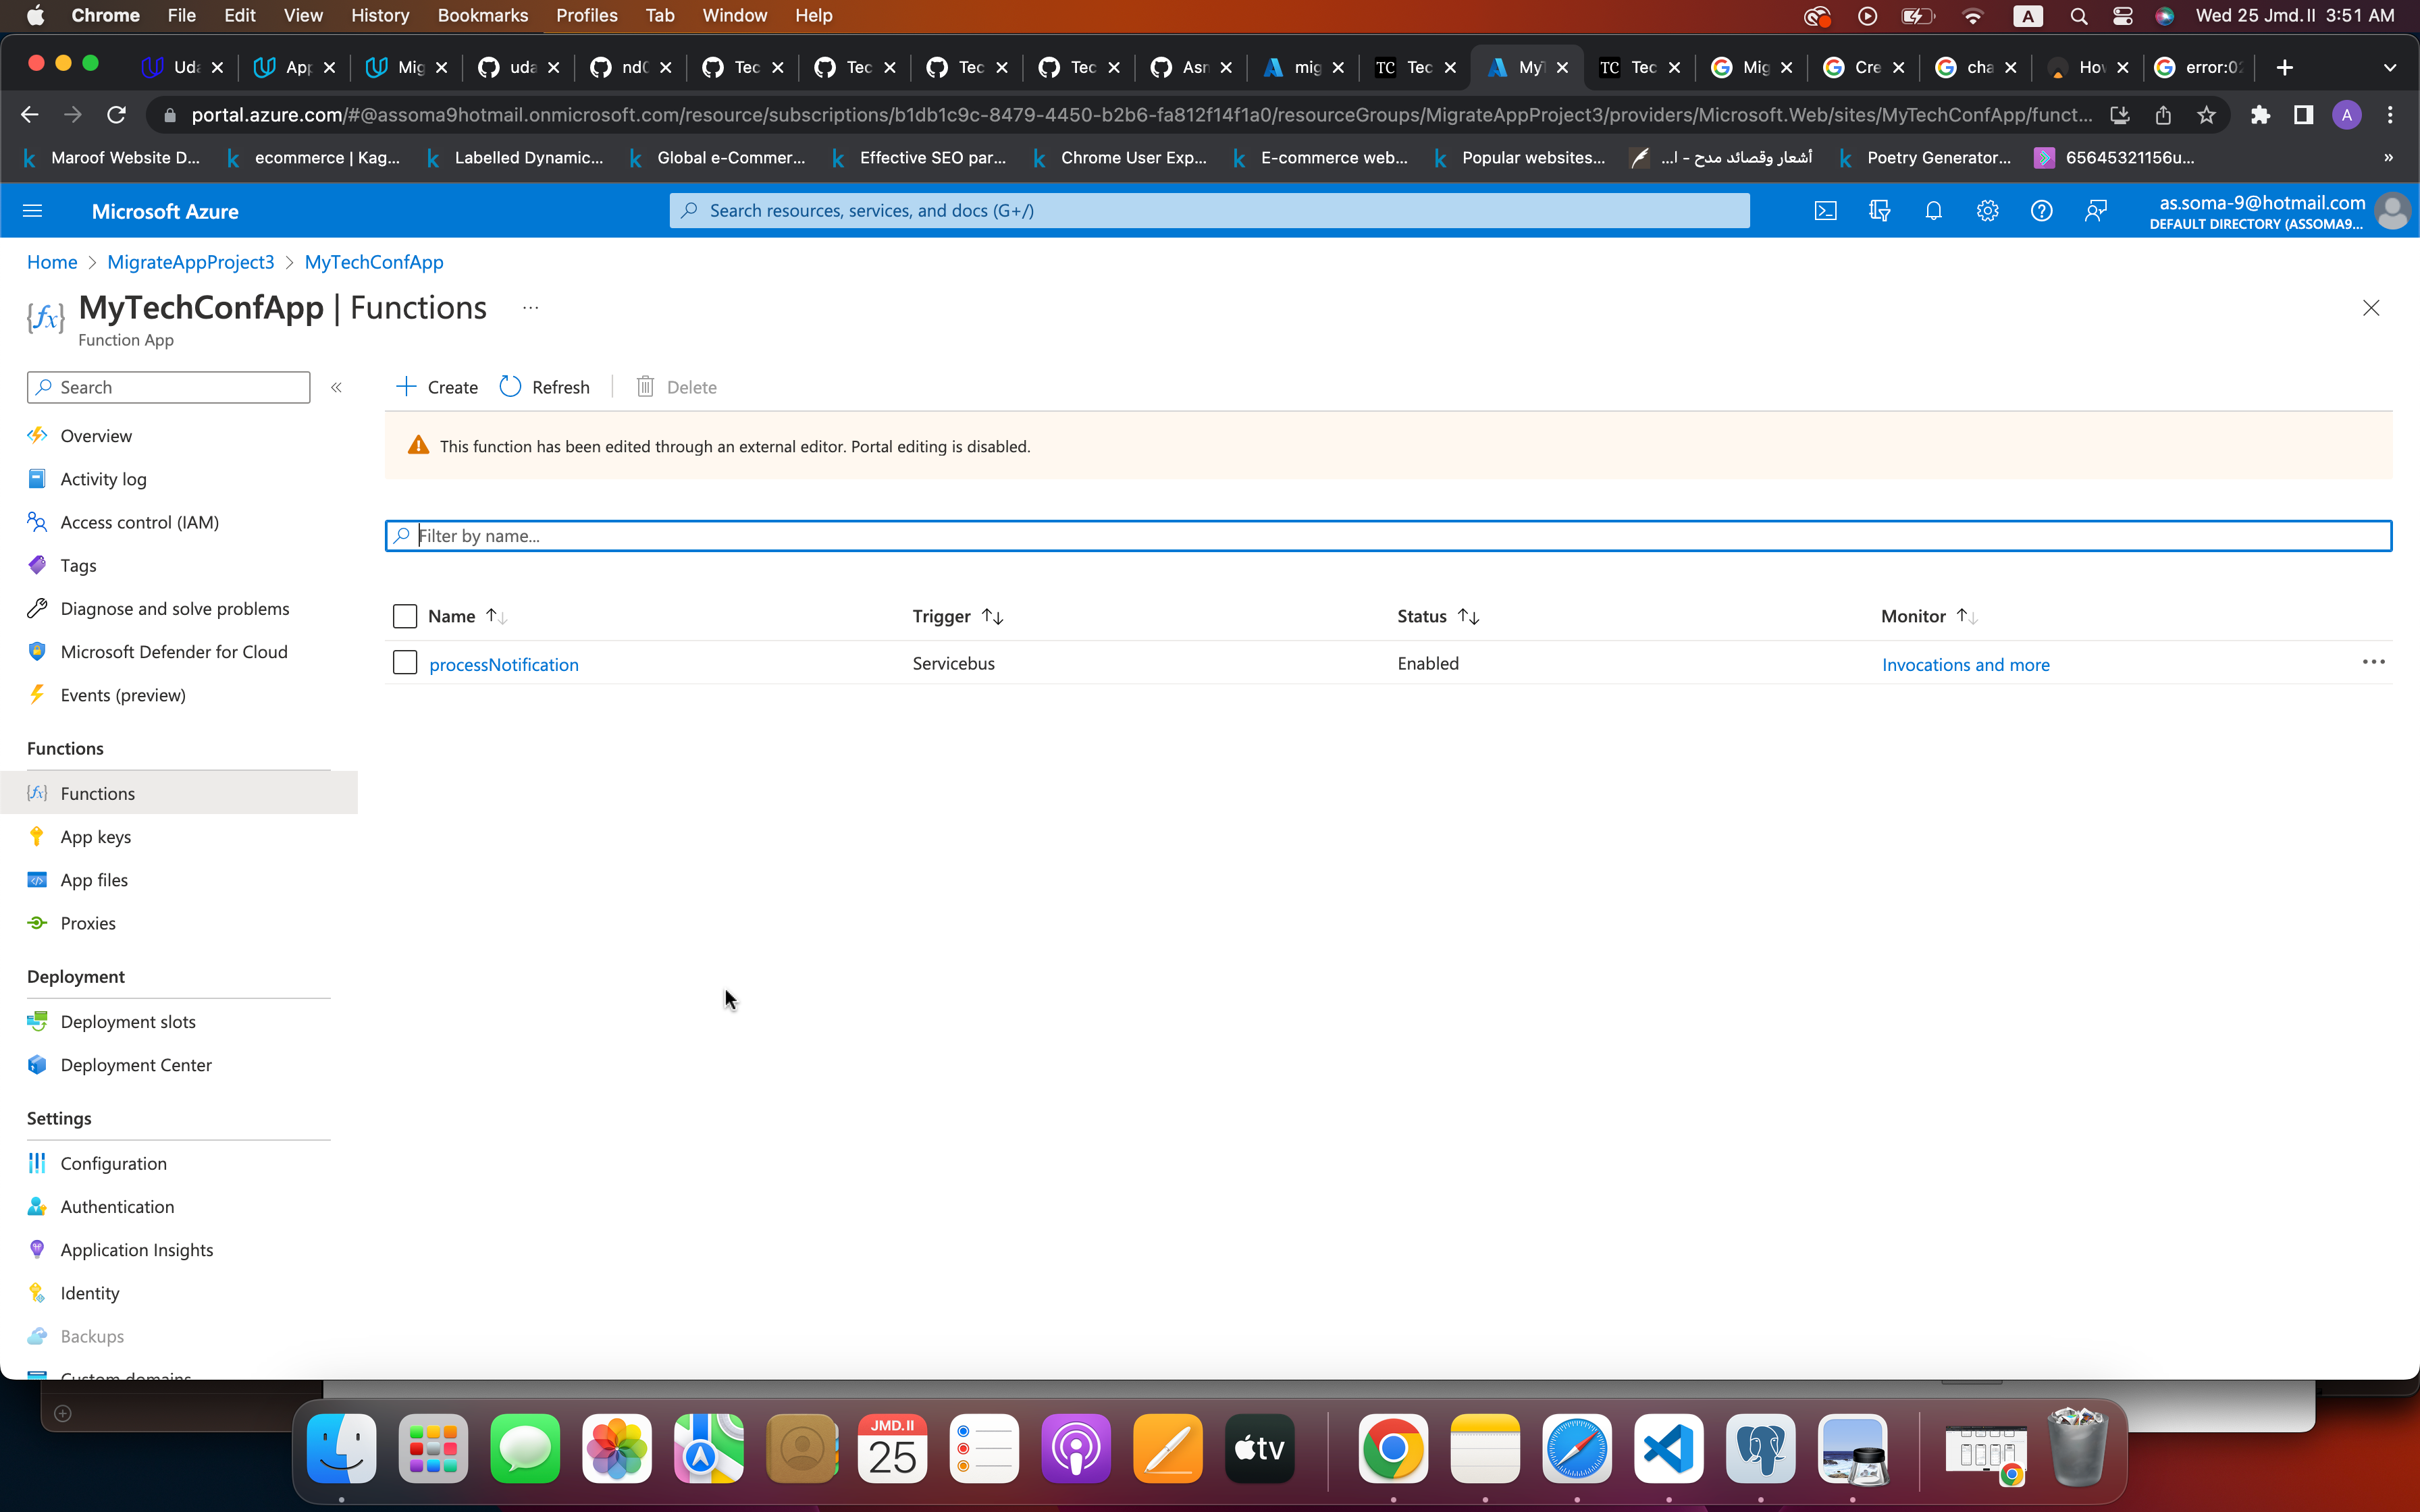 Chrome File Edit View History Bookmarks Profiles Tab Window Help A Wed 25 Jmd.II 3:51 AM
Uda App Mig uda nd0 Tec Tec Tec Tec Asn mig TC Tec MyT TC Tec Mig Cre cha How error:02
portal.azure.com/#@assoma9hotmail.onmicrosoft.com/resource/subscriptions/b1db1c9c-8479-4450-b2b6-fa812f14f1a0/resourceGroups/MigrateAppProject3/providers/Microsoft.Web/sites/MyTechConfApp/funct... A
Maroof Website D... ecommerce | Kag... Labelled Dynamic... Global e-Commer... Effective SEO par... Chrome User Exp... E-commerce web... Popular websites... أشعار وقصائد مدح - ا... Poetry Generator... 65645321156u... »
Microsoft Azure Search resources, services, and docs (G+/) as.soma-9@hotmail.com
DEFAULT DIRECTORY (ASSOMA9...
Home > MigrateAppProject3 > MyTechConfApp
MyTechConfApp | Functions ...
Function App
Search «
Create Refresh Delete
Overview
This function has been edited through an external editor. Portal editing is disabled.
Activity log
Access control (IAM)
Filter by name...
Tags
Diagnose and solve problems
Name Trigger Status Monitor
Microsoft Defender for Cloud
processNotification Servicebus Enabled Invocations and more
Events (preview)
Functions
Functions
App keys
App files
Proxies
Deployment
Deployment slots
Deployment Center
Settings
Configuration
Authentication
Application Insights
Identity
Backups
Custom domains
JMD.II
25
tv